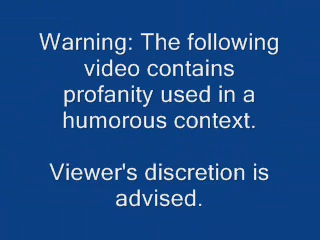 Warning: The following
video contains
profanity used in a
humorous context.
Viewer's discretion is
advised.